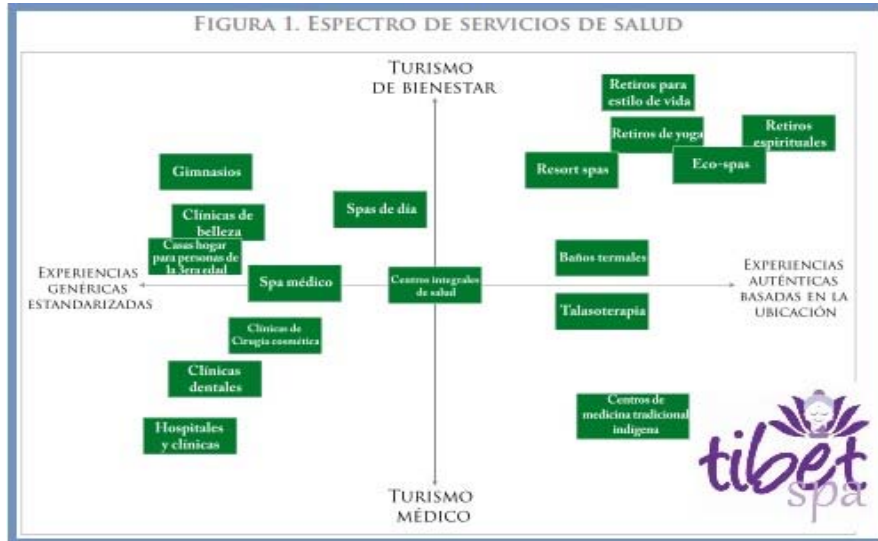 FIGURA 1. ESPECTRO DE SERVICIOS DE SALUD
TURISMO
DE BIENESTAR
Retiros para
estilo de vida
Retiros de yoga
Retiros
espirituales
Resort spas
Eco-spas
Gimnasios
Spas de día
Clínicas de
belleza
Casas hogar
para personas de
la 3era edad
Baños termales
EXPERIENCIAS
GENÉRICAS
ESTANDARIZADAS
Spa médico
Centros integrales
de salud
EXPERIENCIAS
AUTÉNTICAS
BASADAS EN LA
UBICACIÓN
Talasoterapia
Clínicas de
Cirugía cosmética
Clínicas
dentales
Centros de
medicina tradicional
indígena
Hospitales
y clínicas
tibet
spa
TURISMO
MÉDICO